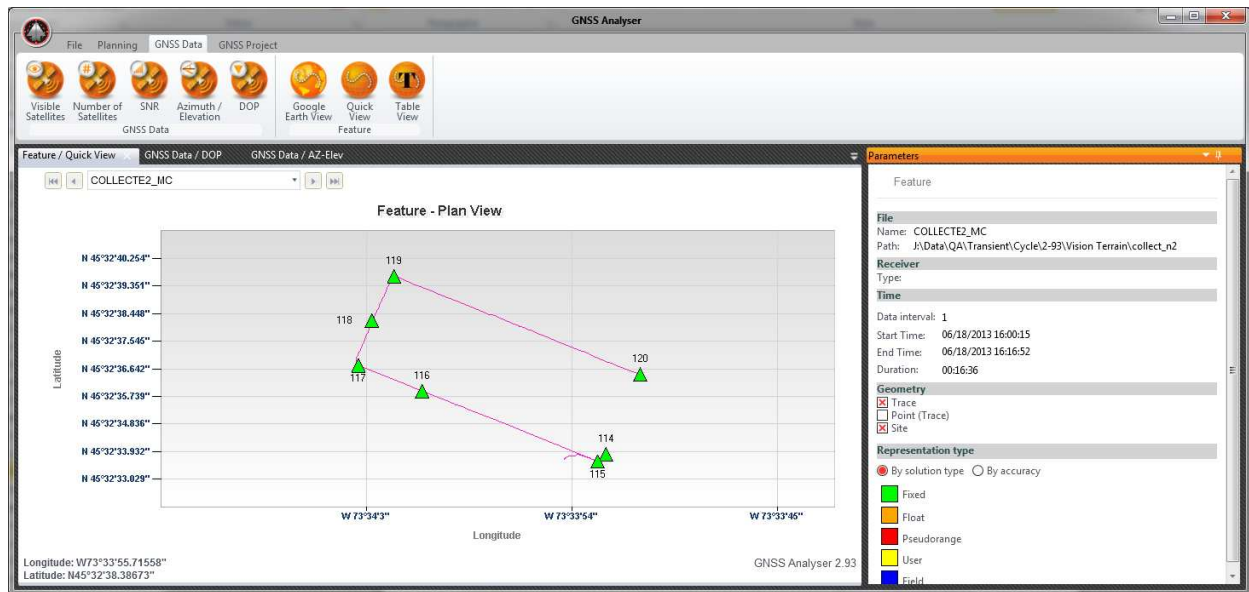 GNSS Analyser
File Planning GNSS Data GNSS Project
Visible Satellites
Number of Satellites
SNR
Azimuth / Elevation
DOP
Google Earth View
Quick View
Table View
GNSS Data
Feature
Feature / Quick View GNSS Data / DOP GNSS Data / AZ-Elev
COLLECTE2_MC
Feature - Plan View
N 45°32'40.254''
N 45°32'39.351''
N 45°32'38.448''
N 45°32'37.545''
N 45°32'36.642''
N 45°32'35.739''
N 45°32'34.836''
N 45°32'33.932''
N 45°32'33.029''
Latitude
119
118
117
116
120
114
115
W 73°34'3''
W 73°33'54''
W 73°33'45''
Longitude
Longitude: W73°33'55.71558''
Latitude: N45°32'38.38673''
GNSS Analyser 2.93
Parameters
Feature
File
Name: COLLECTE2_MC
Path: J:\Data\QA\Transient\Cycle\2-93\Vision Terrain\collect_n2
Receiver
Type:
Time
Data interval: 1
Start Time: 06/18/2013 16:00:15
End Time: 06/18/2013 16:16:52
Duration: 00:16:36
Geometry
Trace
Point (Trace)
Site
Representation type
By solution type By accuracy
Fixed
Float
Pseudorange
User
Field